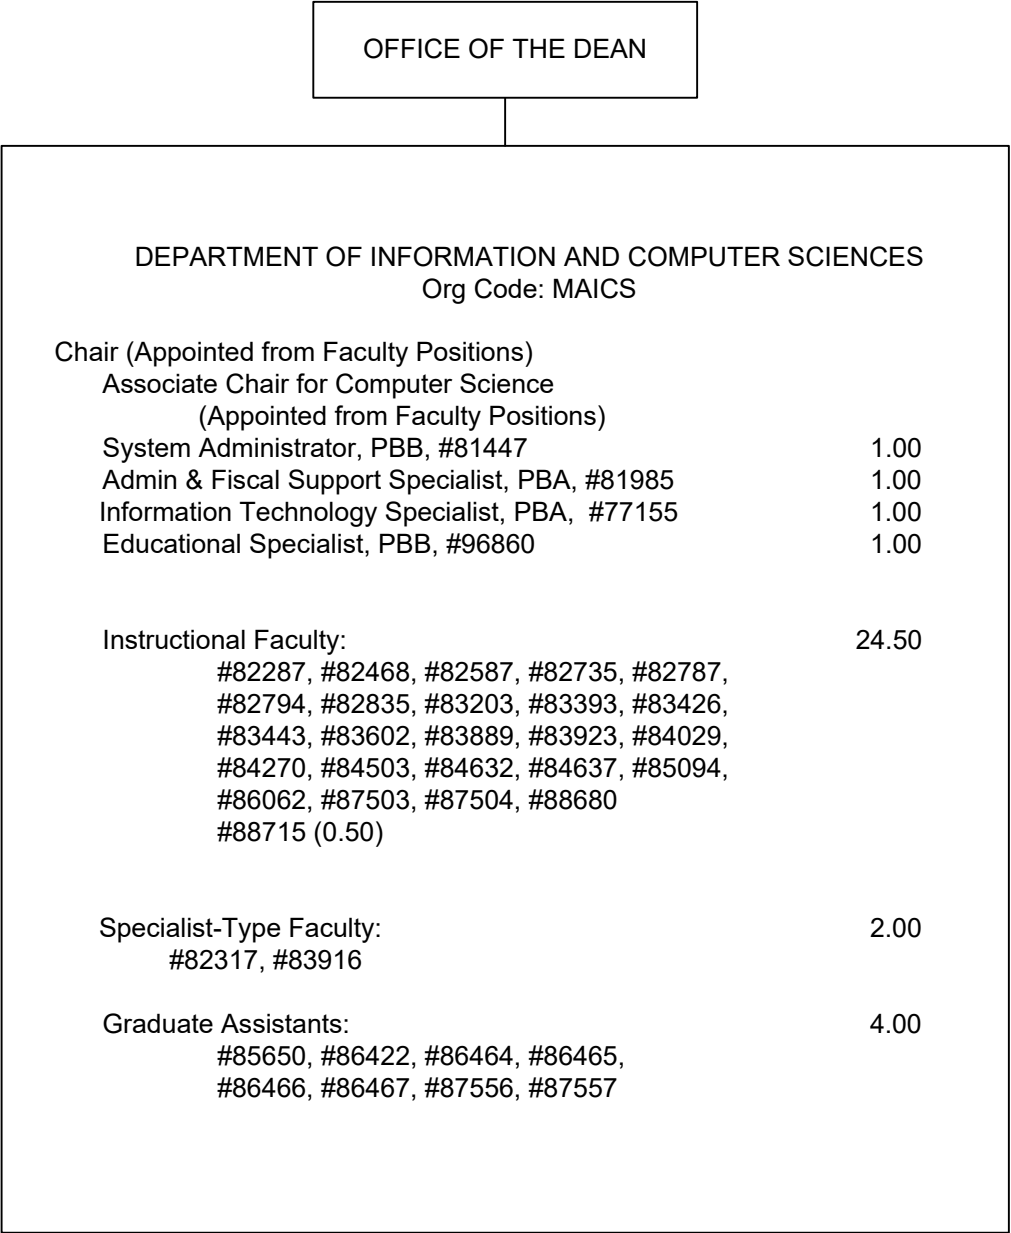 OFFICE OF THE DEAN
DEPARTMENT OF INFORMATION AND COMPUTER SCIENCES
Org Code: MAICS
Chair (Appointed from Faculty Positions)
Associate Chair for Computer Science
(Appointed from Faculty Positions)
System Administrator, PBB, #81447 1.00
Admin & Fiscal Support Specialist, PBA, #81985 1.00
Information Technology Specialist, PBA, #77155 1.00
Educational Specialist, PBB, #96860 1.00
Instructional Faculty: 24.50
#82287, #82468, #82587, #82735, #82787,
#82794, #82835, #83203, #83393, #83426,
#83443, #83602, #83889, #83923, #84029,
#84270, #84503, #84632, #84637, #85094,
#86062, #87503, #87504, #88680
#88715 (0.50)
Specialist-Type Faculty: 2.00
#82317, #83916
Graduate Assistants: 4.00
#85650, #86422, #86464, #86465,
#86466, #86467, #87556, #87557